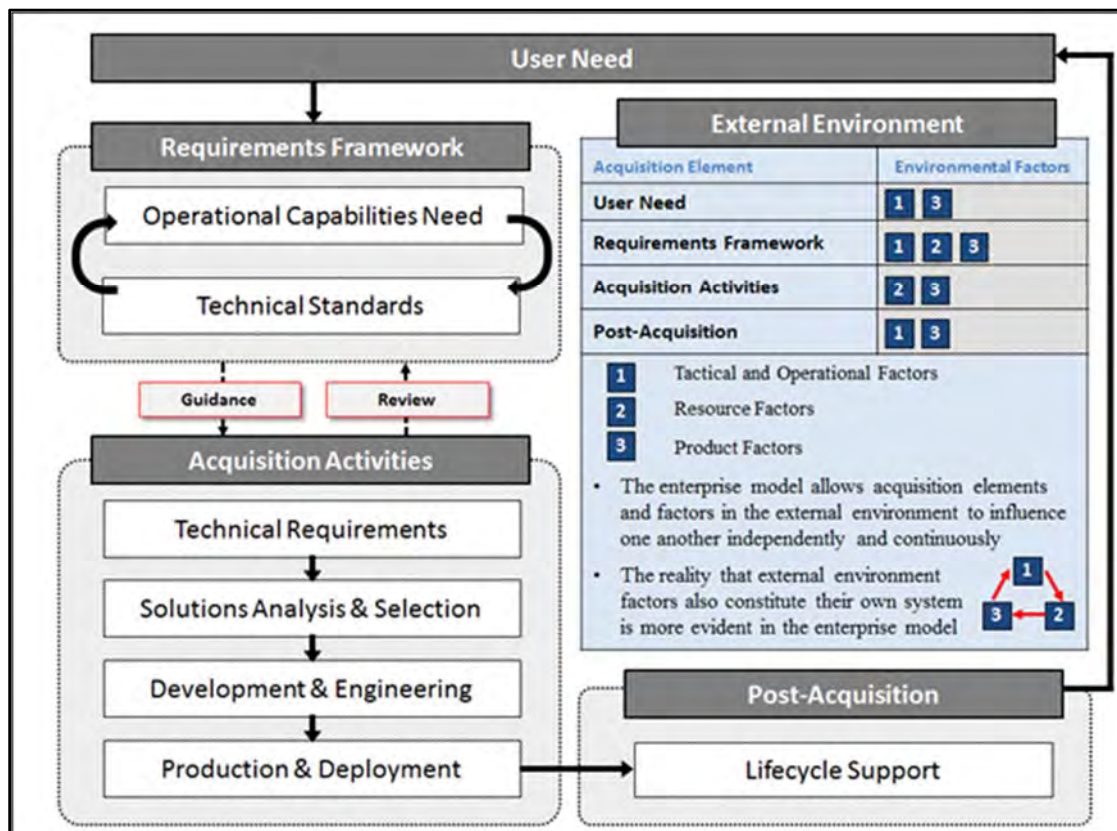 User Need
Requirements Framework
Operational Capabilities Need
Technical Standards
Guidance
Review
Acquisition Activities
Technical Requirements
Solutions Analysis & Selection
Development & Engineering
Production & Deployment
External Environment
Acquisition Element Environmental Factors
User Need 1 3
Requirements Framework 1 2 3
Acquisition Activities 2 3
Post-Acquisition 1 3
1 Tactical and Operational Factors
2 Resource Factors
3 Product Factors
• The enterprise model allows acquisition elements
and factors in the external environment to influence
one another independently and continuously
• The reality that external environment
factors also constitute their own system
is more evident in the enterprise model
1
3 2
Post-Acquisition
Lifecycle Support